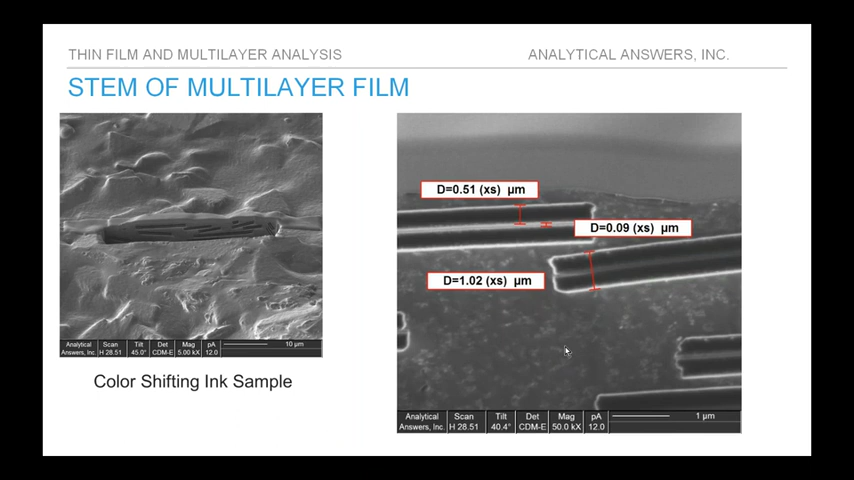 THIN FILM AND MULTILAYER ANALYSIS
ANALYTICAL ANSWERS, INC.
STEM OF MULTILAYER FILM
D=0.51 (xs) µm
D=0.09 (xs) µm
D=1.02 (xs) µm
Analytical Scan Tilt Det Mag pA 10 µm
Answers, Inc. H 28.51 45.0° CDM-E 5.00 kX 12.0
Color Shifting Ink Sample
Analytical Scan Tilt Det Mag pA 1 µm
Answers, Inc. H 28.51 40.4° CDM-E 50.0 kX 12.0